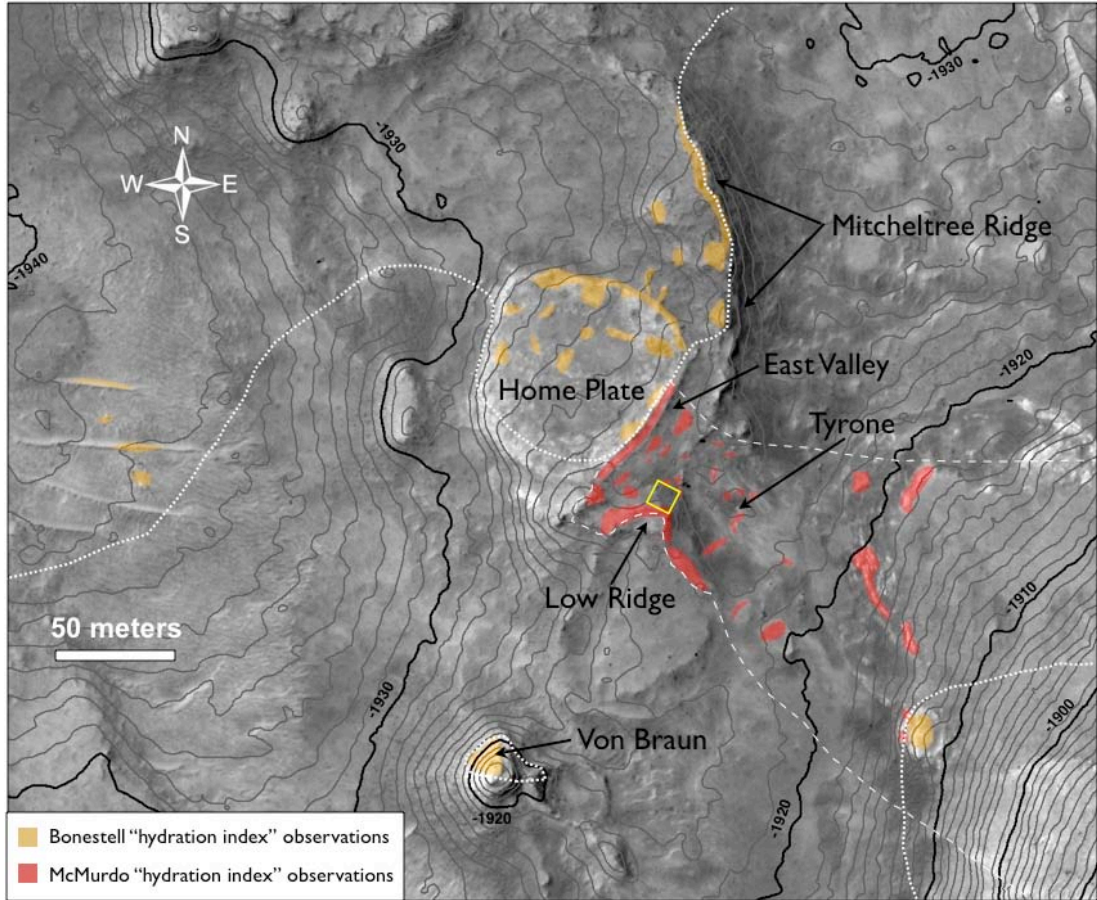 -1930
-1930
N
W E
S
-1940
Mitcheltree Ridge
East Valley
-1920
Home Plate
Tyrone
Low Ridge
-1910
50 meters
-1930
-1900
Von Braun
-1920
-1920
Bonestell “hydration index” observations
McMurdo “hydration index” observations